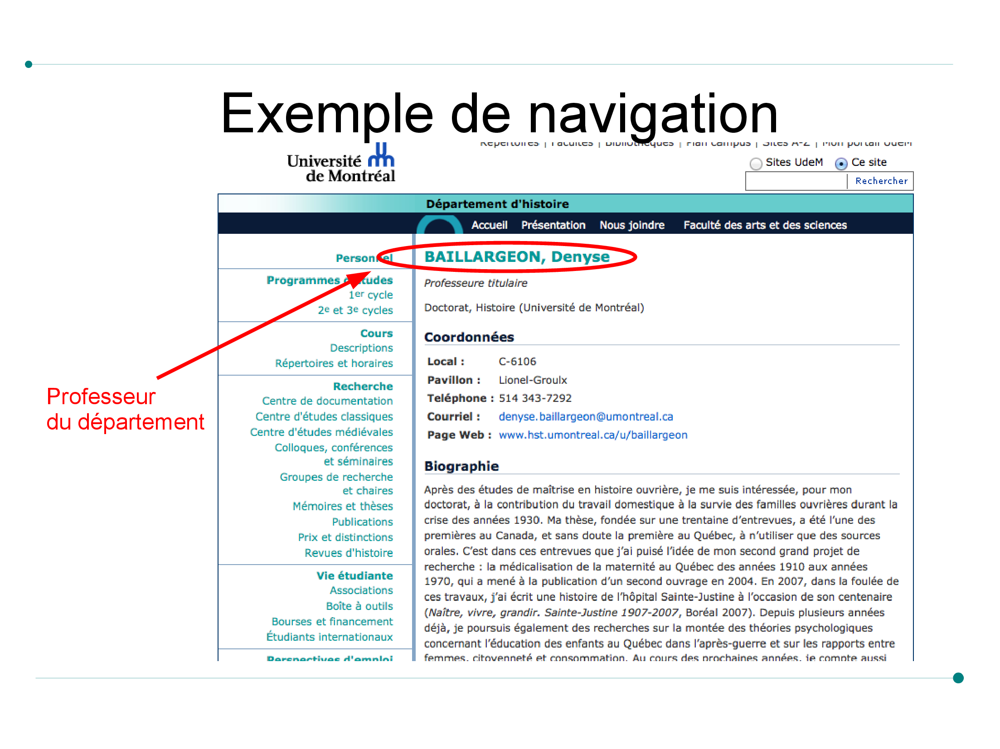 Exemple de navigation
Répertoires | Facultés | Bibliothèques | Plan campus | Sites A-Z | Mon portail UdeM
Université
de Montréal
Sites UdeM
Ce site
Rechercher
Département d'histoire
Accueil
Présentation
Nous joindre
Faculté des arts et des sciences
Personnel
Programmes d'études
1er cycle
2e et 3e cycles
Cours
Descriptions
Répertoires et horaires
Recherche
Centre de documentation
Centre d'études classiques
Centre d'études médiévales
Colloques, conférences
et séminaires
Groupes de recherche
et chaires
Mémoires et thèses
Publications
Prix et distinctions
Revues d'histoire
Vie étudiante
Associations
Boîte à outils
Bourses et financement
Étudiants internationaux
Perspectives d'emploi
Professeur
du département
BAILLARGEON, Denyse
Professeure titulaire
Doctorat, Histoire (Université de Montréal)
Coordonnées
Local : C-6106
Pavillon : Lionel-Groulx
Teléphone : 514 343-7292
Courriel : denyse.baillargeon@umontreal.ca
Page Web : www.hst.umontreal.ca/u/baillargeon
Biographie
Après des études de maîtrise en histoire ouvrière, je me suis intéressée, pour mon
doctorat, à la contribution du travail domestique à la survie des familles ouvrières durant la
crise des années 1930. Ma thèse, fondée sur une trentaine d’entrevues, a été l’une des
premières au Canada, et sans doute la première au Québec, à n’utiliser que des sources
orales. C’est dans ces entrevues que j’ai puisé l’idée de mon second grand projet de
recherche : la médicalisation de la maternité au Québec des années 1910 aux années
1970, qui a mené à la publication d’un second ouvrage en 2004. En 2007, dans la foulée de
ces travaux, j’ai écrit une histoire de l’hôpital Sainte-Justine à l’occasion de son centenaire
(Naître, vivre, grandir. Sainte-Justine 1907-2007, Boréal 2007). Depuis plusieurs années
déjà, je poursuis également des recherches sur la montée des théories psychologiques
concernant l’éducation des enfants au Québec dans l’après-guerre et sur les rapports entre
femmes, citoyenneté et consommation. Au cours des prochaines années, je compte aussi